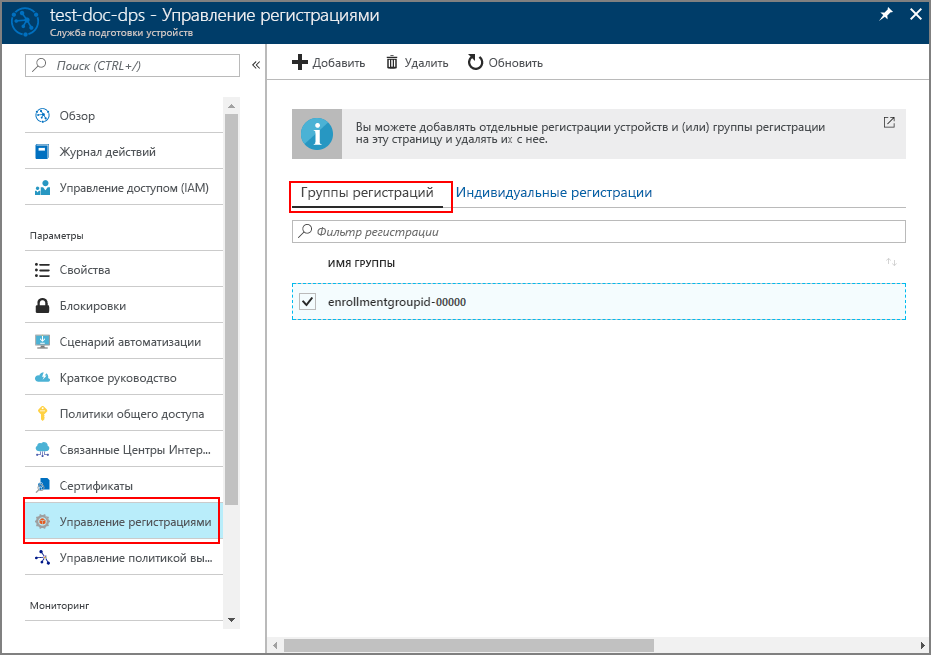 test-doc-dps - Управление регистрациями
Служба подготовки устройств
Поиск (CTRL+/)
«
Обзор
Журнал действий
Управление доступом (IAM)
Параметры
Свойства
Блокировки
Сценарий автоматизации
Краткое руководство
Политики общего доступа
Связанные Центры Интер...
Сертификаты
Управление регистрациями
Управление политикой вы...
Мониторинг
Добавить
Удалить
Обновить
Вы можете добавлять отдельные регистрации устройств и (или) группы регистрации
на эту страницу и удалять их с нее.
Группы регистраций
Индивидуальные регистрации
Фильтр регистрации
ИМЯ ГРУППЫ
enrollmentgroupid-00000